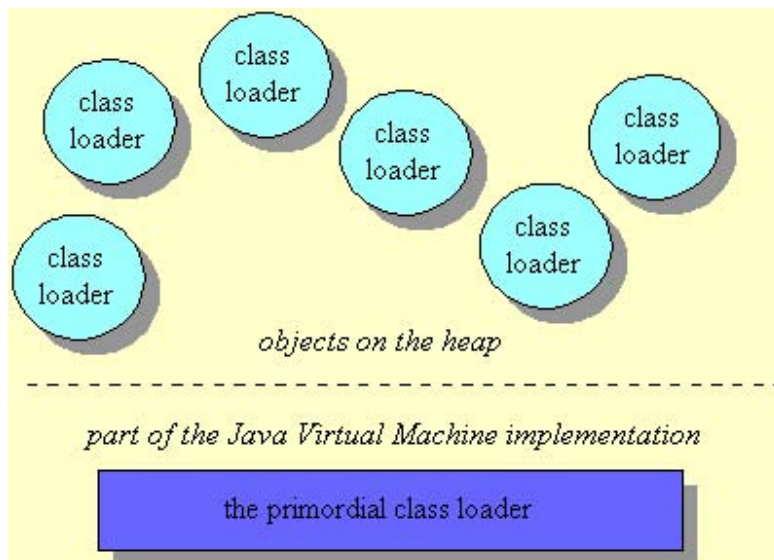 class
loader
class
loader
class
loader
class
loader
class
loader
class
loader
objects on the heap
part of the Java Virtual Machine implementation
the primordial class loader